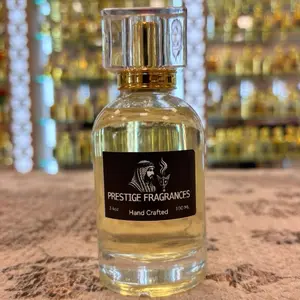 PRESTIGE FRAGRANCES
Hand Crafted
100 ML